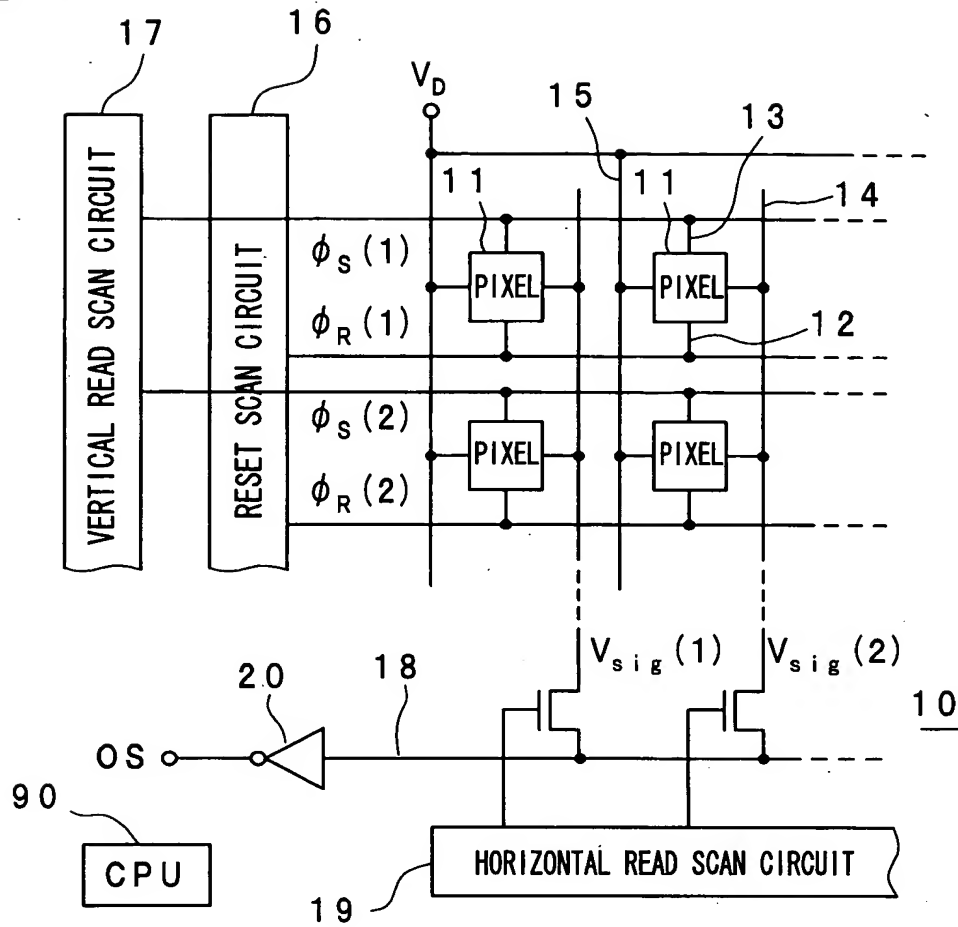 17
16
V_D
15
13
14
11
11
VERTICAL READ SCAN CIRCUIT
RESET SCAN CIRCUIT
ϕ_S(1)
PIXEL
PIXEL
ϕ_R(1)
12
ϕ_S(2)
PIXEL
PIXEL
ϕ_R(2)
V_sig(1)
V_sig(2)
20
18
10
OS
90
CPU
HORIZONTAL READ SCAN CIRCUIT
19